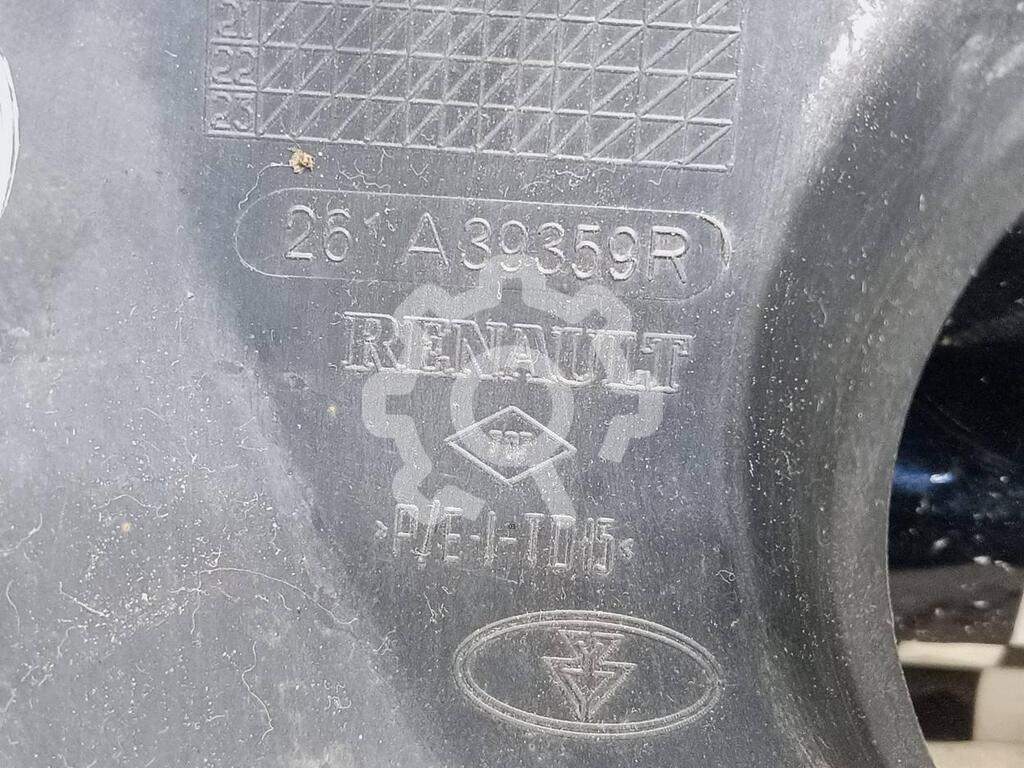 21
22
23
261A39359R
RENAULT
>P/E-I-TD15<